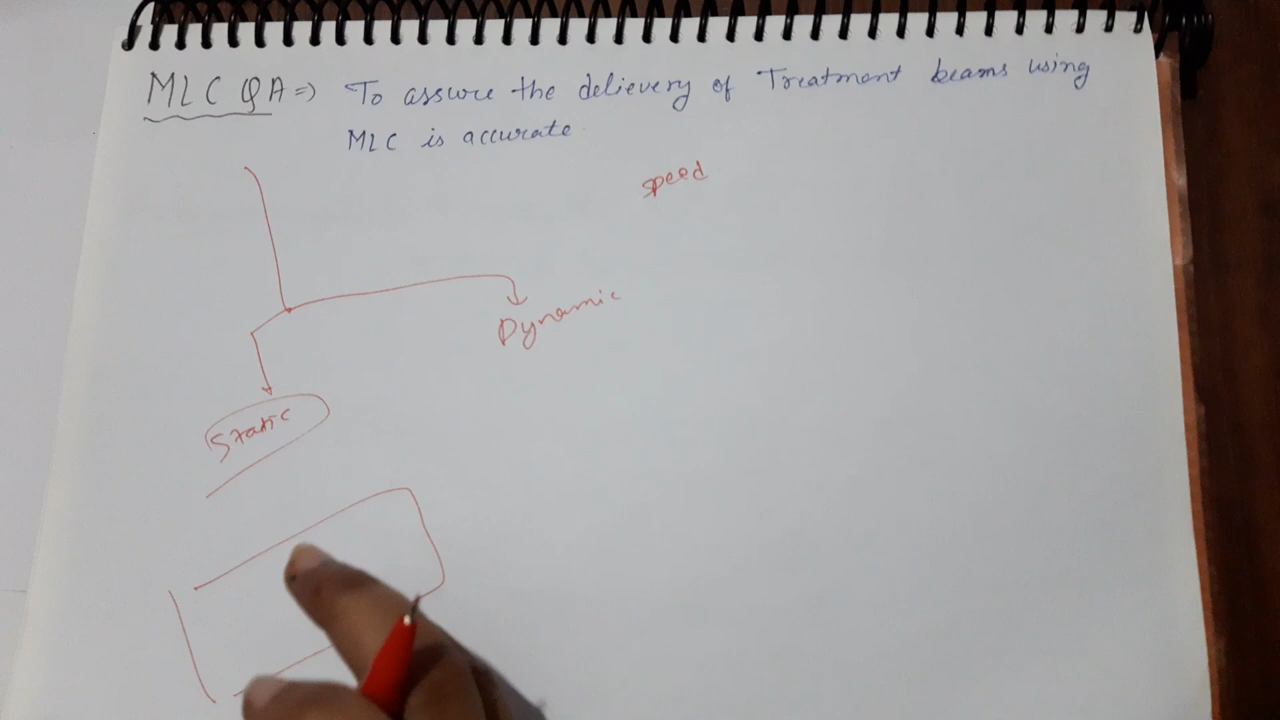 MLC QA => To assure the delievery of Treatment beams using
MLC is accurate
speed
Dynamic
Static